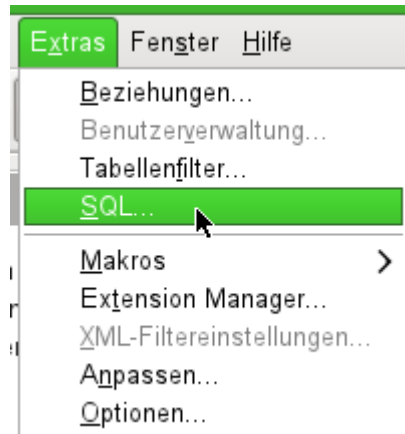 Extras Fenster Hilfe
Beziehungen...
Benutzerverwaltung...
Tabellenfilter...
SQL...
Makros
Extension Manager...
XML-Filtereinstellungen...
Anpassen...
Optionen...